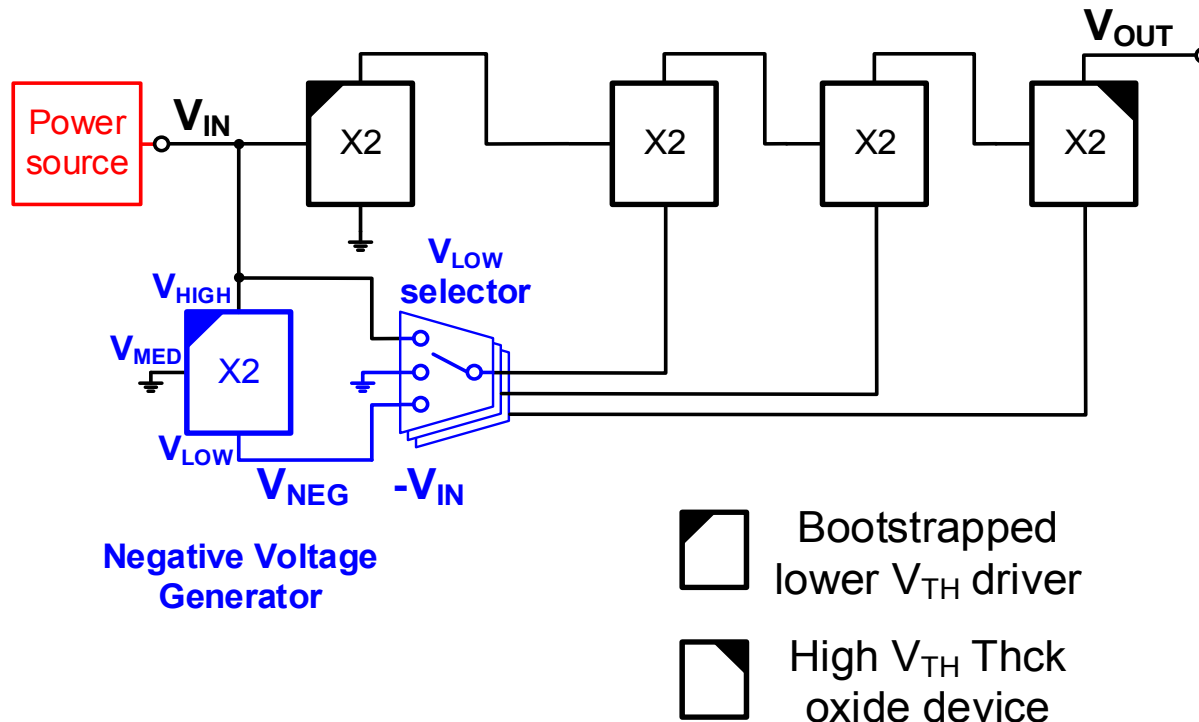 VOUT
Power
source
VIN
X2
X2
X2
X2
VLOW
selector
VHIGH
VMED
X2
VLOW
VNEG
-VIN
Negative Voltage
Generator
Bootstrapped
lower VTH driver
High VTH Thck
oxide device